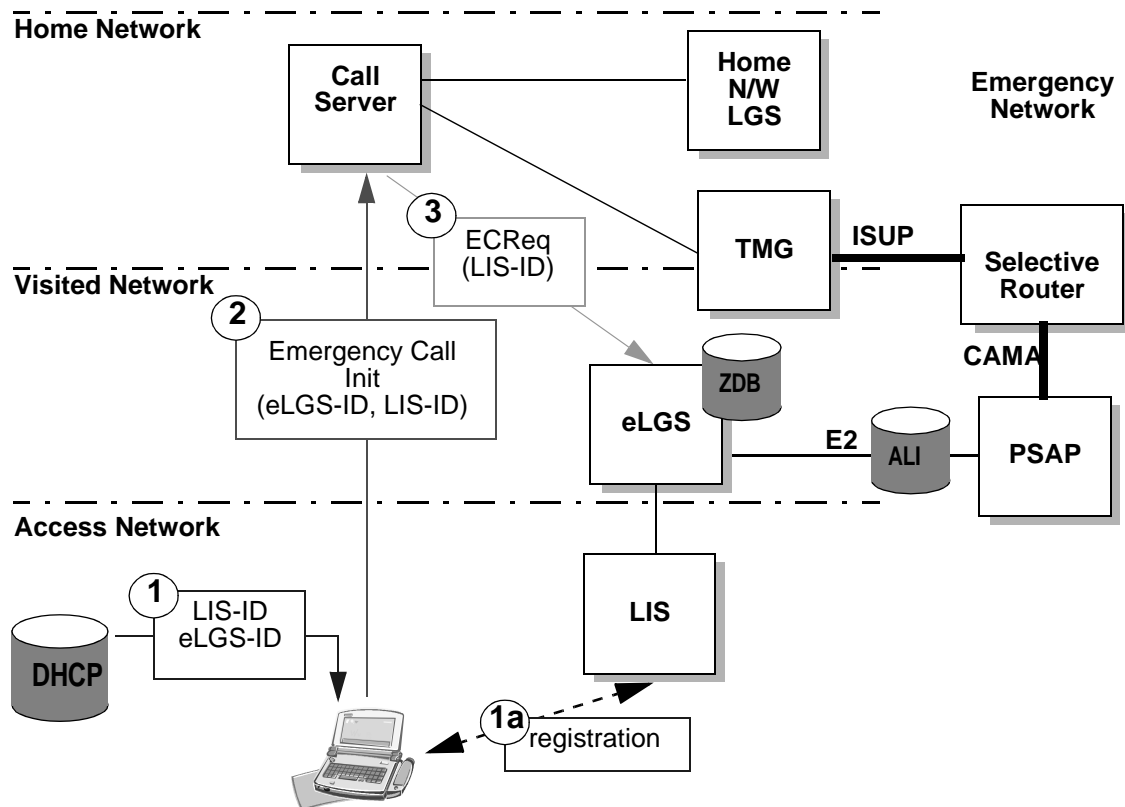 Home Network
Call
Server
Home
N/W
LGS
Emergency
Network
3
ECReq
(LIS-ID)
TMG
ISUP
Selective
Router
Visited Network
2
Emergency Call
Init
(eLGS-ID, LIS-ID)
CAMA
ZDB
eLGS
E2
ALI
PSAP
Access Network
1
LIS-ID
eLGS-ID
LIS
DHCP
1a
registration